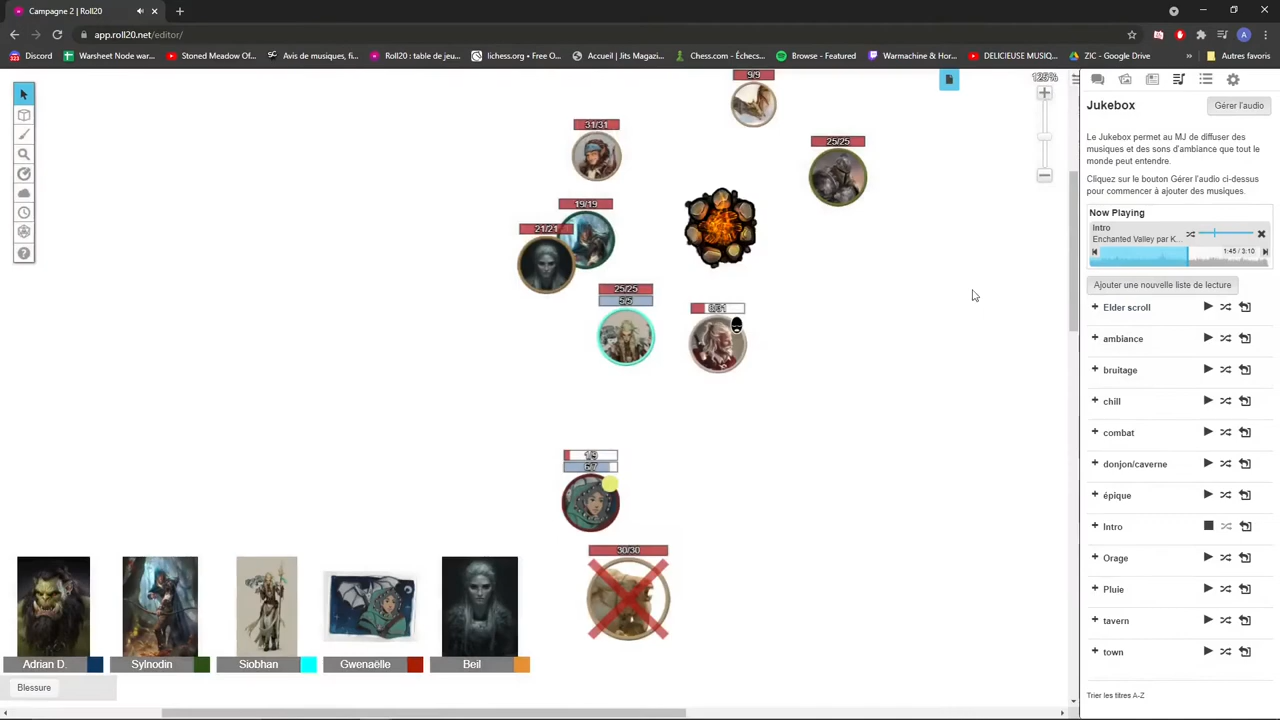 Campagne 2 | Roll20
app.roll20.net/editor/
Discord
Warsheet Node war...
Stoned Meadow Of...
Avis de musiques, fi...
Roll20 : table de jeu...
lichess.org • Free O...
Accueil | Jits Magazi...
Chess.com - Échecs...
Browse - Featured
Warmachine & Hor...
DELICIEUSE MUSIQ...
ZIC - Google Drive
»
Autres favoris
125%
9/9
31/31
25/25
19/19
21/21
25/25
5/5
1/9
6/7
30/30
Adrian D.
Sylnodin
Siobhan
Gwenaëlle
Beil
Blessure
Jukebox
Gérer l'audio
Le Jukebox permet au MJ de diffuser des
musiques et des sons d'ambiance que tout le
monde peut entendre.
Cliquez sur le bouton Gérer l'audio ci-dessus
pour commencer à ajouter des musiques.
Now Playing
Intro
Enchanted Valley par K...
1:45 / 3:10
Ajouter une nouvelle liste de lecture
Elder scroll
ambiance
bruitage
chill
combat
donjon/caverne
épique
Intro
Orage
Pluie
tavern
town
Trier les titres A-Z